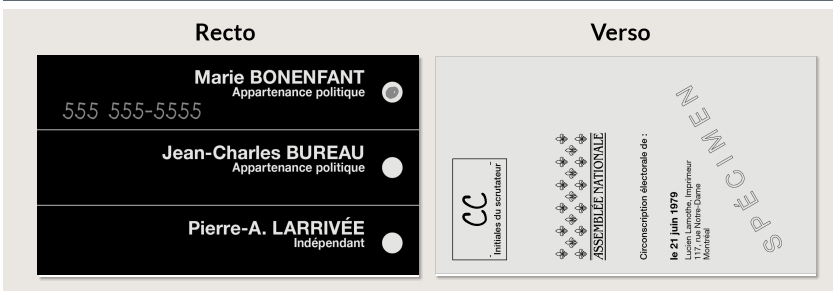 Recto
Verso
Marie BONENFANT
Appartenance politique
555 555-5555
Jean-Charles BUREAU
Appartenance politique
Pierre-A. LARRIVÉE
Indépendant
CC
Initiales du scrutateur
ASSEMBLÉE NATIONALE
Circonscription électorale de :
le 21 juin 1979
Lucien Lamothe, Imprimeur
117, rue Notre-Dame
Montréal
SPÉCIMEN